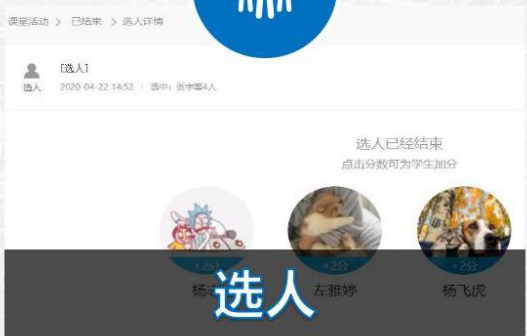 课堂活动 > 已结束 > 选人详情
[选人]
选人
2020-04-22 14:52 | 选中：张宇等4人
选人已经结束
点击分数可为学生加分
+2分 +2分 +2分
杨志 左雅婷 杨飞虎
选人